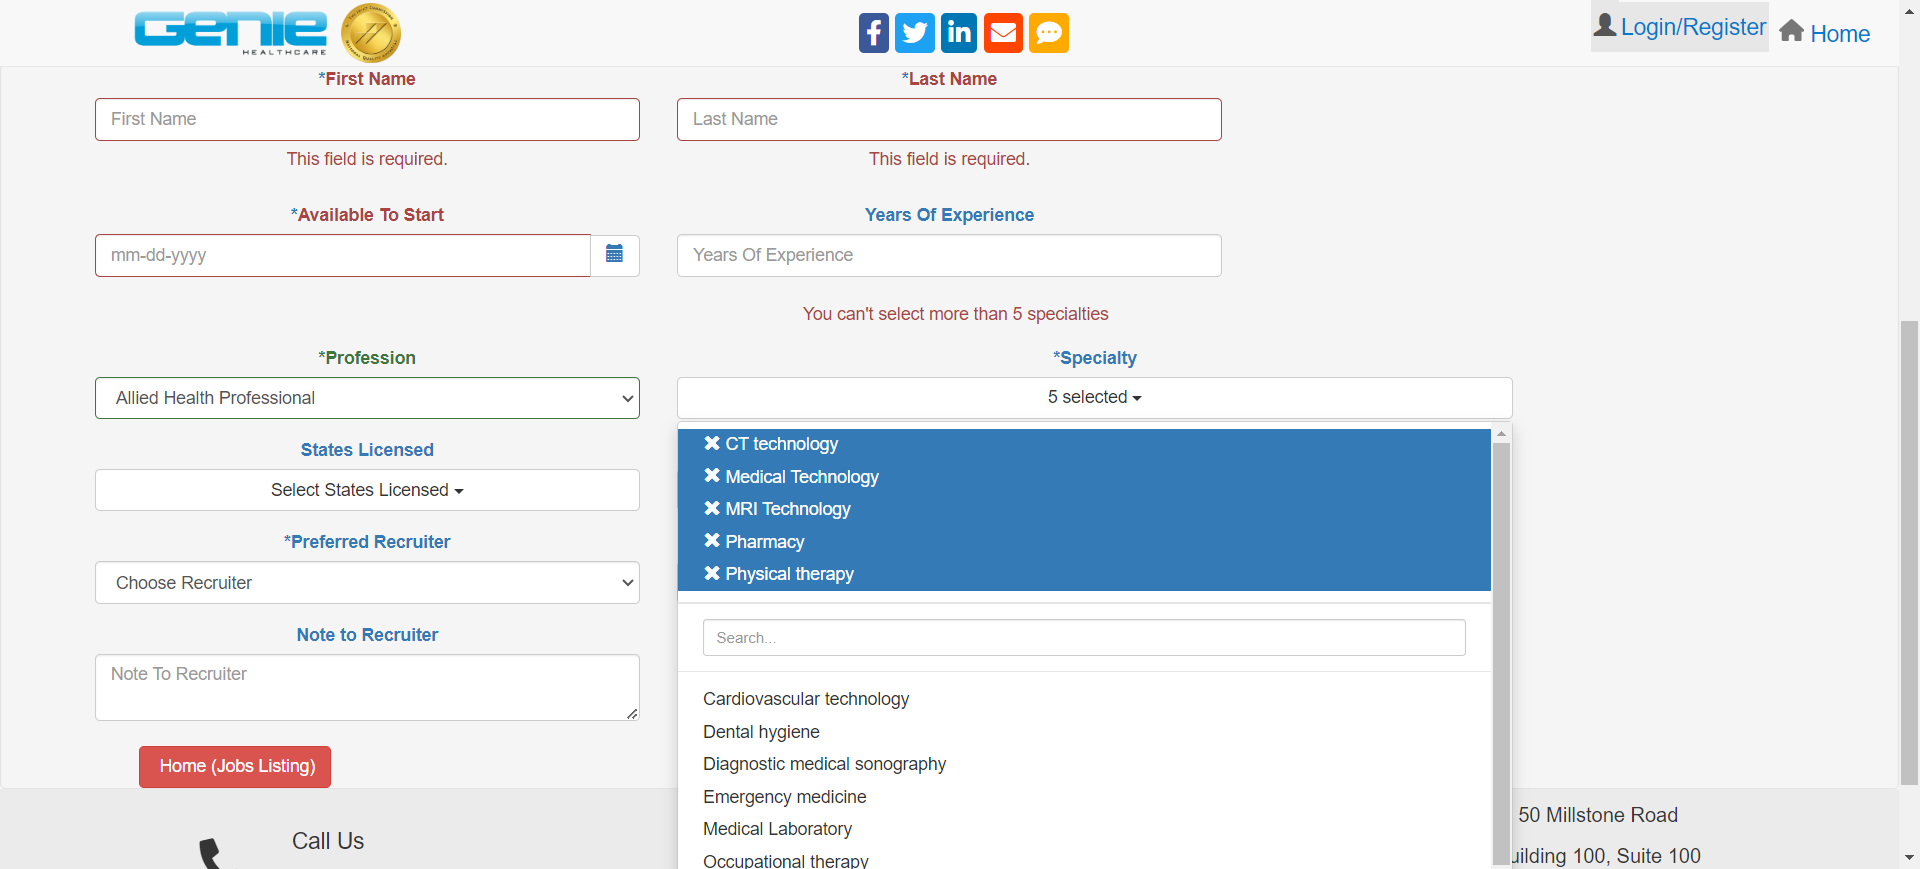 GENIE
HEALTHCARE
Login/Register
Home
*First Name
*Last Name
First Name
Last Name
This field is required.
This field is required.
*Available To Start
Years Of Experience
mm-dd-yyyy
Years Of Experience
You can't select more than 5 specialties
*Profession
*Specialty
Allied Health Professional
5 selected
States Licensed
Select States Licensed
*Preferred Recruiter
Choose Recruiter
Note to Recruiter
Note To Recruiter
Home (Jobs Listing)
CT technology
Medical Technology
MRI Technology
Pharmacy
Physical therapy
Search...
Cardiovascular technology
Dental hygiene
Diagnostic medical sonography
Emergency medicine
Medical Laboratory
Occupational therapy
Call Us
50 Millstone Road
uilding 100, Suite 100